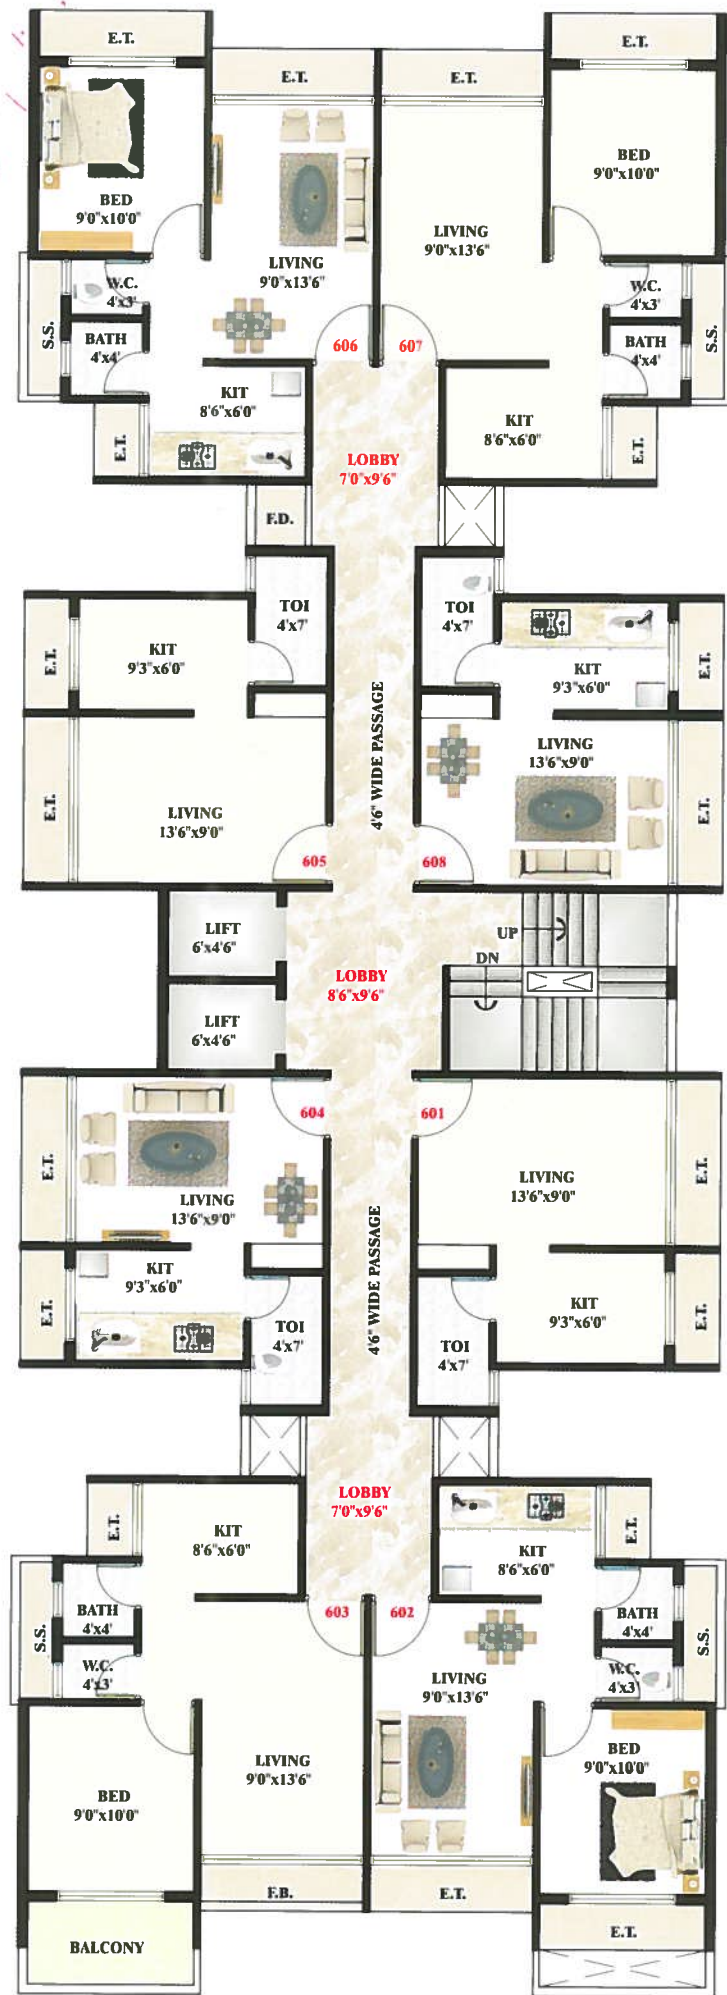 E.T.
E.T.
E.T.
E.T.
BED
9'0"x10'0"
LIVING
9'0"x13'6"
LIVING
9'0"x13'6"
BED
9'0"x10'0"
W.C.
4'x3'
W.C.
4'x3'
S.S.
BATH
4'x4'
606
607
BATH
4'x4'
S.S.
KIT
8'6"x6'0"
KIT
8'6"x6'0"
E.T.
LOBBY
7'0"x9'6"
E.T.
F.D.
TOI
4'x7'
TOI
4'x7'
KIT
9'3"x6'0"
KIT
9'3"x6'0"
E.T.
E.T.
4'6" WIDE PASSAGE
LIVING
13'6"x9'0"
LIVING
13'6"x9'0"
E.T.
E.T.
605
608
LIFT
6'x4'6"
UP
DN
LOBBY
8'6"x9'6"
LIFT
6'x4'6"
604
601
E.T.
LIVING
13'6"x9'0"
LIVING
13'6"x9'0"
E.T.
4'6" WIDE PASSAGE
KIT
9'3"x6'0"
KIT
9'3"x6'0"
E.T.
E.T.
TOI
4'x7'
TOI
4'x7'
LOBBY
7'0"x9'6"
E.T.
KIT
8'6"x6'0"
KIT
8'6"x6'0"
E.T.
603
602
S.S.
BATH
4'x4'
BATH
4'x4'
S.S.
W.C.
4'x3'
W.C.
4'x3'
LIVING
9'0"x13'6"
LIVING
9'0"x13'6"
BED
9'0"x10'0"
BED
9'0"x10'0"
F.B.
E.T.
E.T.
BALCONY